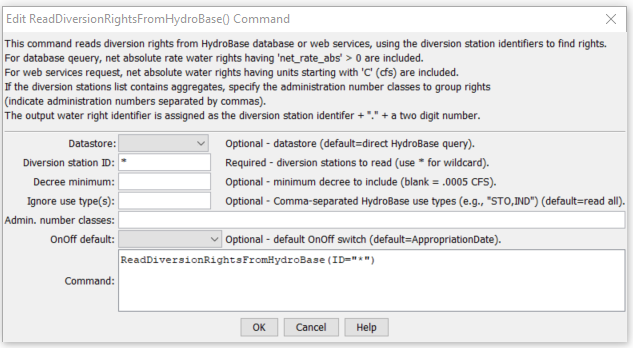 Edit ReadDiversionRightsFromHydroBase() Command
This command reads diversion rights from HydroBase database or web services, using the diversion station identifiers to find rights.
For database qeuery, net absolute rate water rights having 'net_rate_abs' > 0 are included.
For web services request, net absolute water rights having units starting with 'C' (cfs) are included.
If the diversion stations list contains aggregates, specify the administration number classes to group rights
(indicate administration numbers separated by commas).
The output water right identifier is assigned as the diversion station identifer + "." + a two digit number.
Datastore: Optional - datastore (default=direct HydroBase query).
Diversion station ID: * Required - diversion stations to read (use * for wildcard).
Decree minimum: Optional - minimum decree to include (blank = .0005 CFS).
Ignore use type(s): Optional - Comma-separated HydroBase use types (e.g., "STO,IND") (default=read all).
Admin. number classes:
OnOff default: Optional - default OnOff switch (default=AppropriationDate).
Command: ReadDiversionRightsFromHydroBase(ID="*")
OK Cancel Help